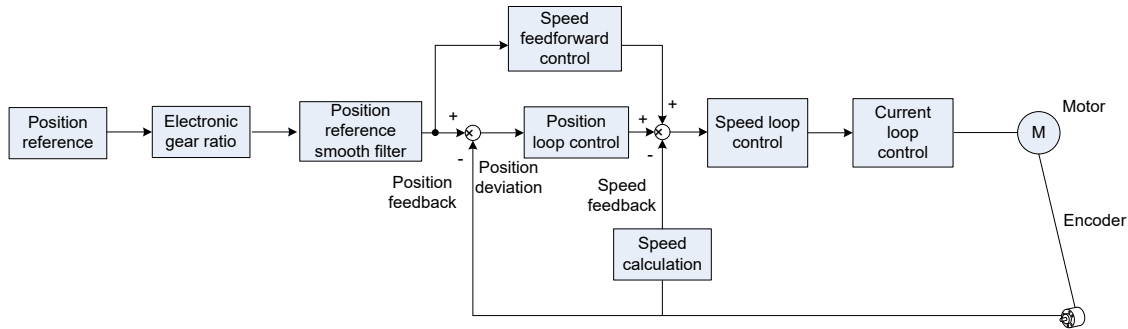 Speed
feedforward
control
Position
reference
Electronic
gear ratio
Position
reference
smooth filter
+
-
Position
feedback
Position
deviation
Position
loop control
+
+
-
Speed
feedback
Speed
calculation
Speed loop
control
Current
loop
control
M
Motor
Encoder